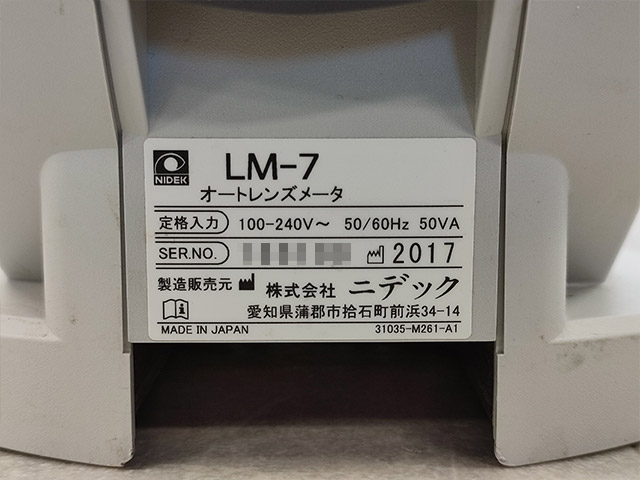 NIDEK
LM-7
オートレンズメータ
定格入力 100-240V～ 50/60Hz 50VA
SER.NO. 2017
製造販売元 株式会社 ニデック
愛知県蒲郡市拾石町前浜34-14
MADE IN JAPAN 31035-M261-A1